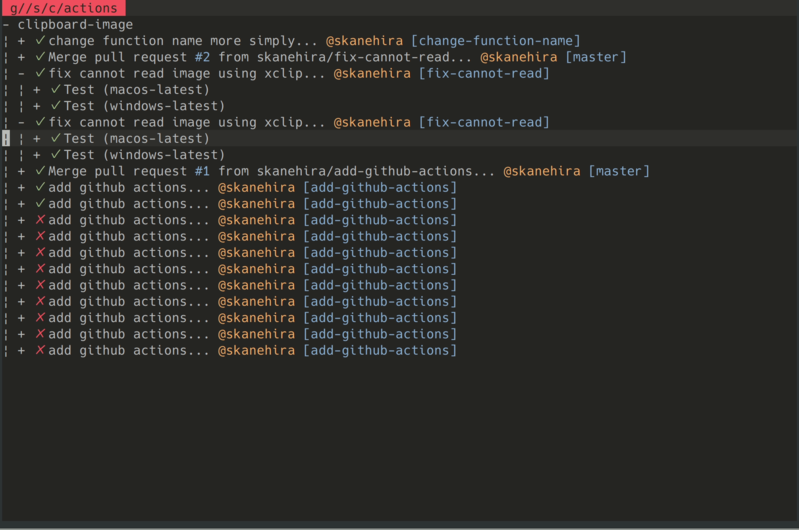 g//s/c/actions
- clipboard-image
¦ + ✓change function name more simply... @skanehira [change-function-name]
¦ + ✓Merge pull request #2 from skanehira/fix-cannot-read... @skanehira [master]
¦ - ✓fix cannot read image using xclip... @skanehira [fix-cannot-read]
¦ ¦ + ✓Test (macos-latest)
¦ ¦ + ✓Test (windows-latest)
¦ - ✓fix cannot read image using xclip... @skanehira [fix-cannot-read]
¦ ¦ + ✓Test (macos-latest)
¦ ¦ + ✓Test (windows-latest)
¦ + ✓Merge pull request #1 from skanehira/add-github-actions... @skanehira [master]
¦ + ✓add github actions... @skanehira [add-github-actions]
¦ + ✓add github actions... @skanehira [add-github-actions]
¦ + ✗add github actions... @skanehira [add-github-actions]
¦ + ✗add github actions... @skanehira [add-github-actions]
¦ + ✗add github actions... @skanehira [add-github-actions]
¦ + ✗add github actions... @skanehira [add-github-actions]
¦ + ✗add github actions... @skanehira [add-github-actions]
¦ + ✗add github actions... @skanehira [add-github-actions]
¦ + ✗add github actions... @skanehira [add-github-actions]
¦ + ✗add github actions... @skanehira [add-github-actions]
¦ + ✗add github actions... @skanehira [add-github-actions]